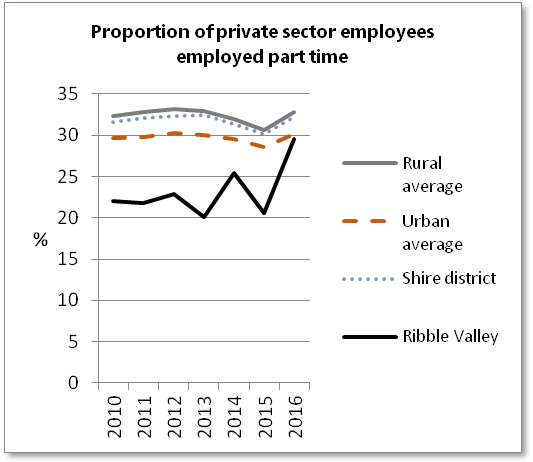 Proportion of private sector employees
employed part time
35
30
25
20
15
10
5
0
%
2010
2011
2012
2013
2014
2015
2016
Rural
average
Urban
average
Shire district
Ribble Valley